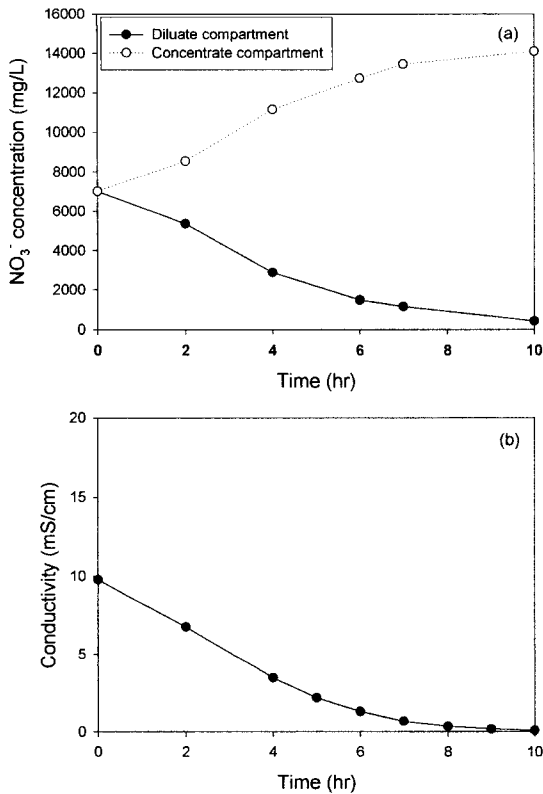 (a)
Diluate compartment
Concentrate compartment
16000
14000
12000
10000
8000
6000
4000
2000
0
NO₃⁻ concentration (mg/L)
0 2 4 6 8 10
Time (hr)
(b)
20
15
10
5
0
Conductivity (mS/cm)
0 2 4 6 8 10
Time (hr)